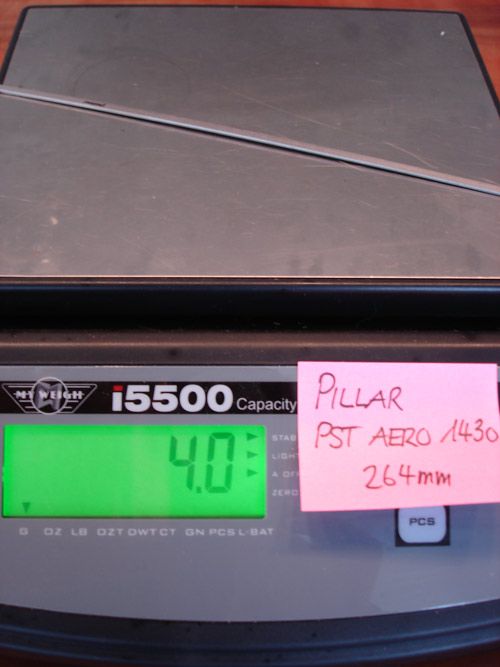 MY WEIGH
i5500 Capacity
PILLAR
PST AERO 1430
264mm
4.0
STAB
LIGHT
A OFF
ZERO
G OZ LB OZT DWT CT GN PCS L-BAT
PCS